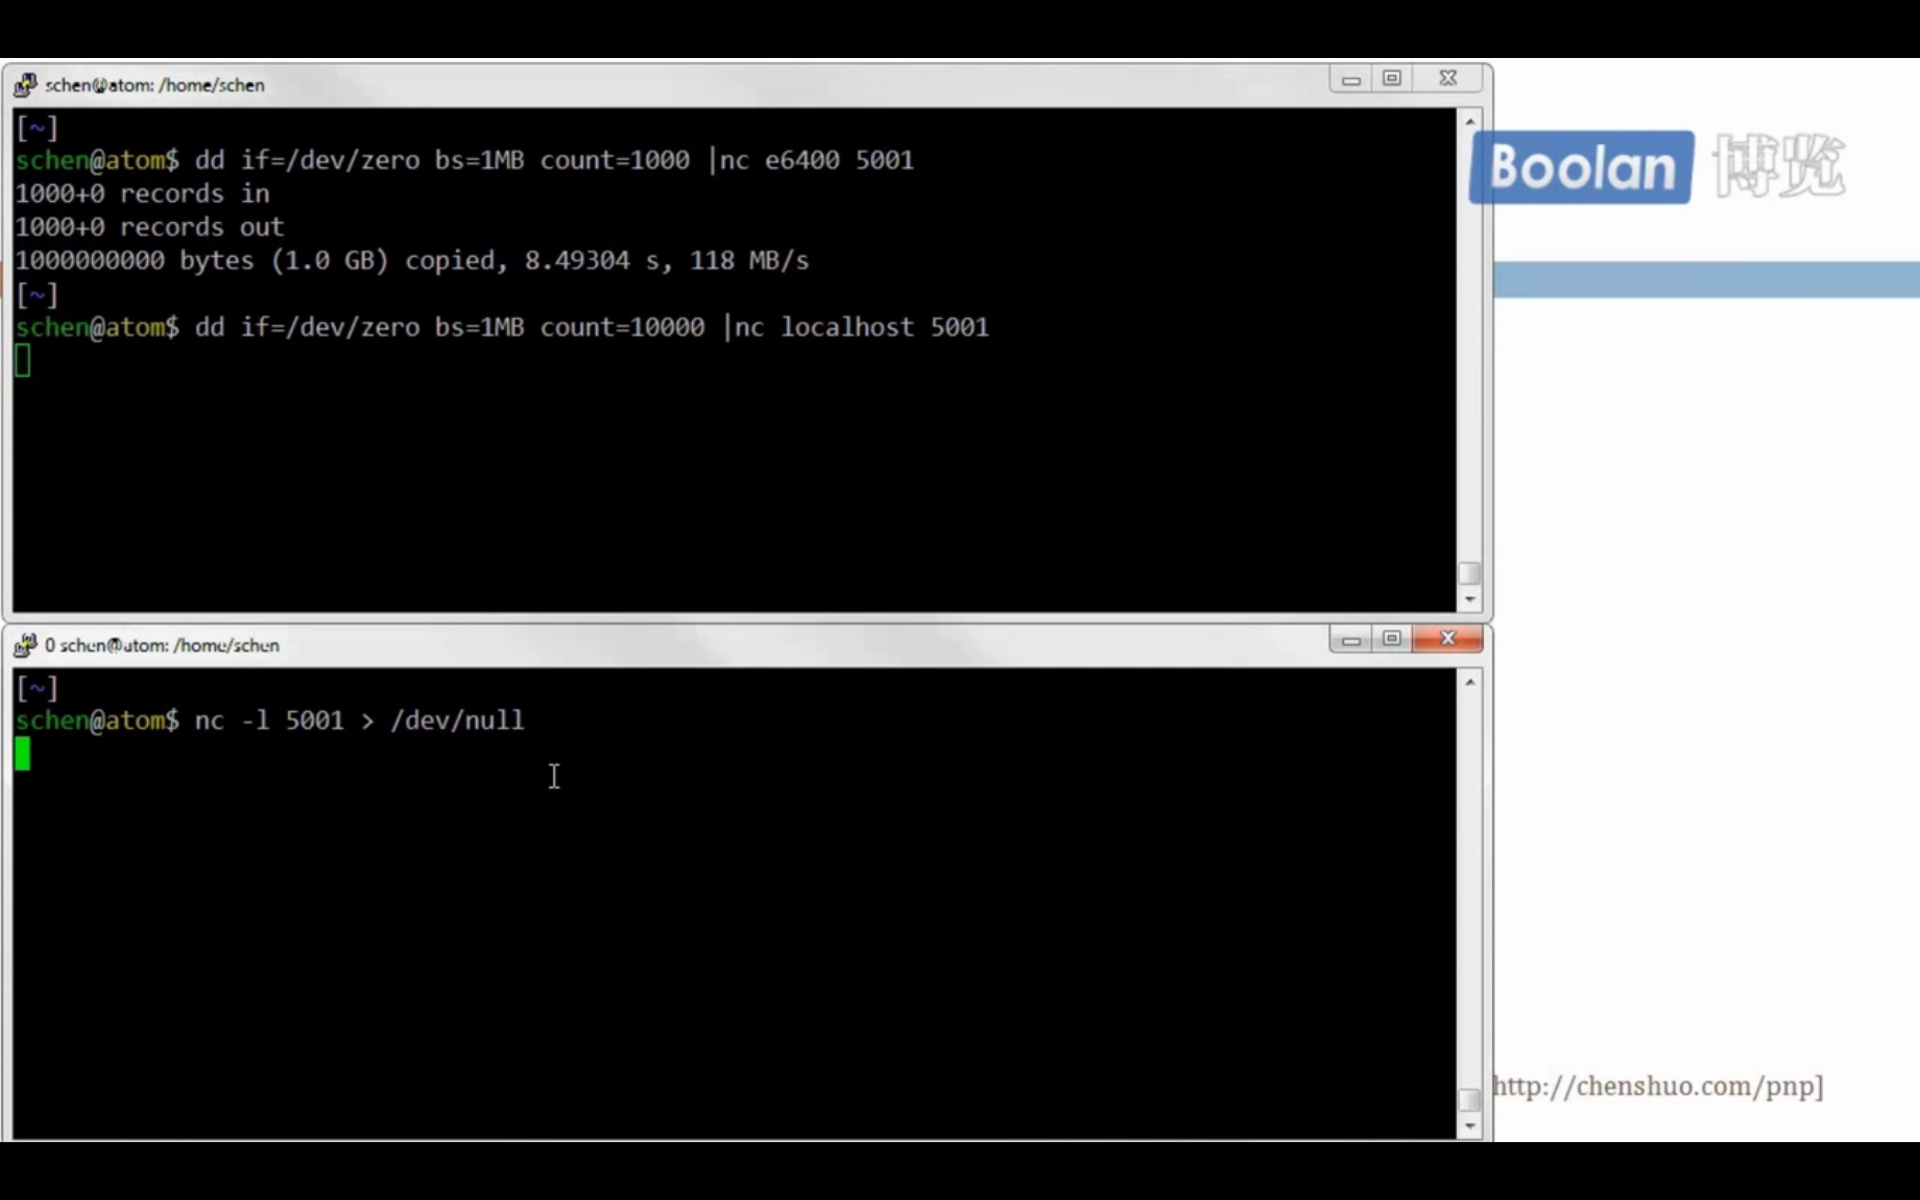 schen@atom: /home/schen
[~]
schen@atom$ dd if=/dev/zero bs=1MB count=1000 |nc e6400 5001
1000+0 records in
1000+0 records out
1000000000 bytes (1.0 GB) copied, 8.49304 s, 118 MB/s
[~]
schen@atom$ dd if=/dev/zero bs=1MB count=10000 |nc localhost 5001
Boolan 博览
0 schen@atom: /home/schen
[~]
schen@atom$ nc -l 5001 > /dev/null
http://chenshuo.com/pnp]